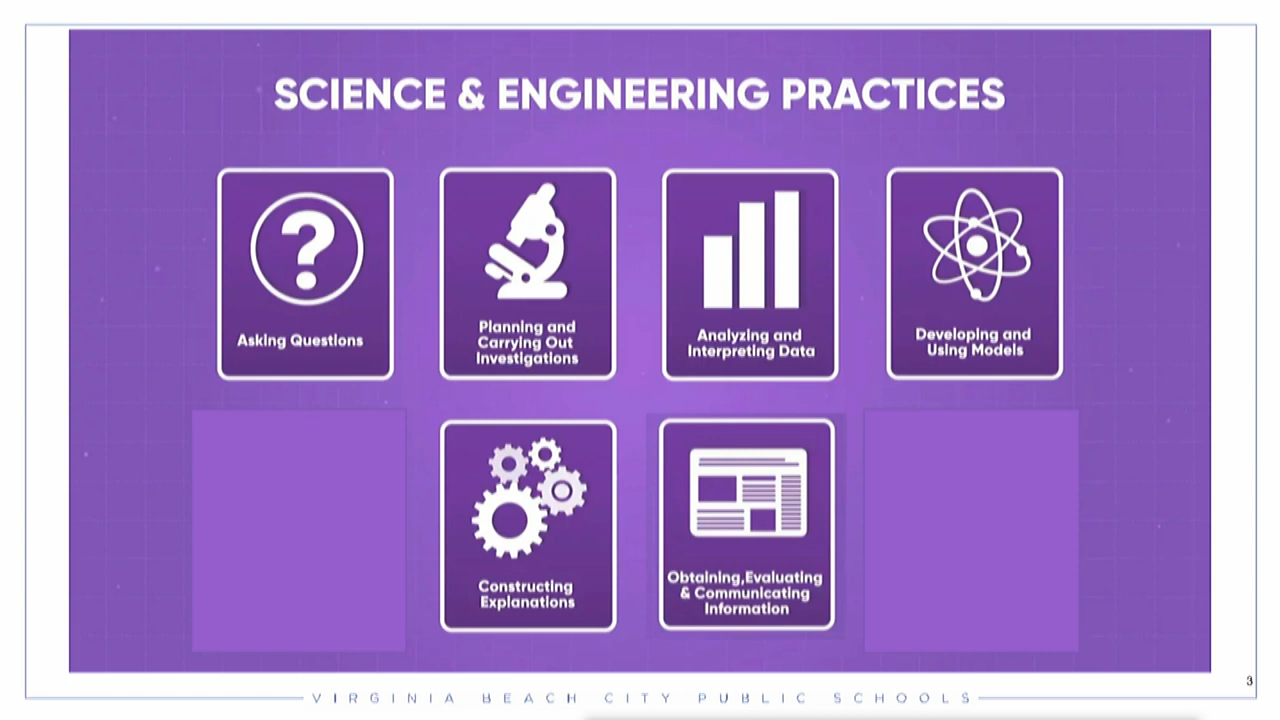 SCIENCE & ENGINEERING PRACTICES
?
Asking Questions
Planning and
Carrying Out
Investigations
Analyzing and
Interpreting Data
Developing and
Using Models
Constructing
Explanations
Obtaining,Evaluating
& Communicating
Information
3
VIRGINIA BEACH CITY PUBLIC SCHOOLS